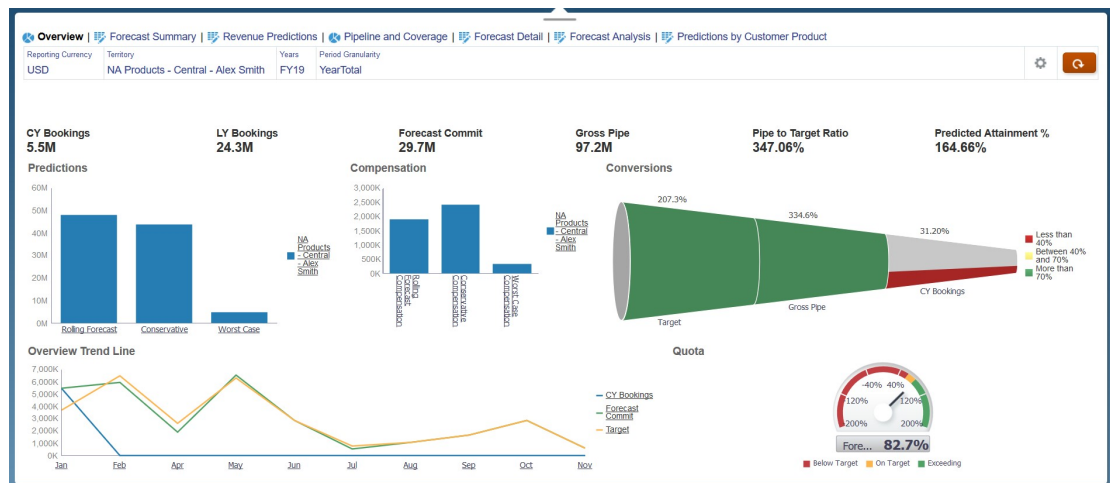 Overview | Forecast Summary | Revenue Predictions | Pipeline and Coverage | Forecast Detail | Forecast Analysis | Predictions by Customer Product
Reporting Currency Territory Years Period Granularity
USD NA Products - Central - Alex Smith FY19 YearTotal
CY Bookings LY Bookings Forecast Commit Gross Pipe Pipe to Target Ratio Predicted Attainment %
5.5M 24.3M 29.7M 97.2M 347.06% 164.66%
Predictions
60M
50M
40M
30M
20M
10M
0M
Rolling Forecast Conservative Worst Case
NA
Products
- Central
- Alex
Smith
Compensation
3,000K
2,500K
2,000K
1,500K
1,000K
500K
0K
Rolling
Forecast
Compensation
Conservative
Compensation
Worst Case
Compensation
NA
Products
- Central
- Alex
Smith
Conversions
207.3%
334.6%
31.20%
Target
Gross Pipe
CY Bookings
Less than
40%
Between 40%
and 70%
More than
70%
Overview Trend Line
7,000K
6,000K
5,000K
4,000K
3,000K
2,000K
1,000K
0K
Jan Feb Apr May Jun Jul Aug Sep Oct Nov
CY Bookings
Forecast
Commit
Target
Quota
-40% 40%
-120% 120%
-200% 200%
Fore... 82.7%
Below Target On Target Exceeding